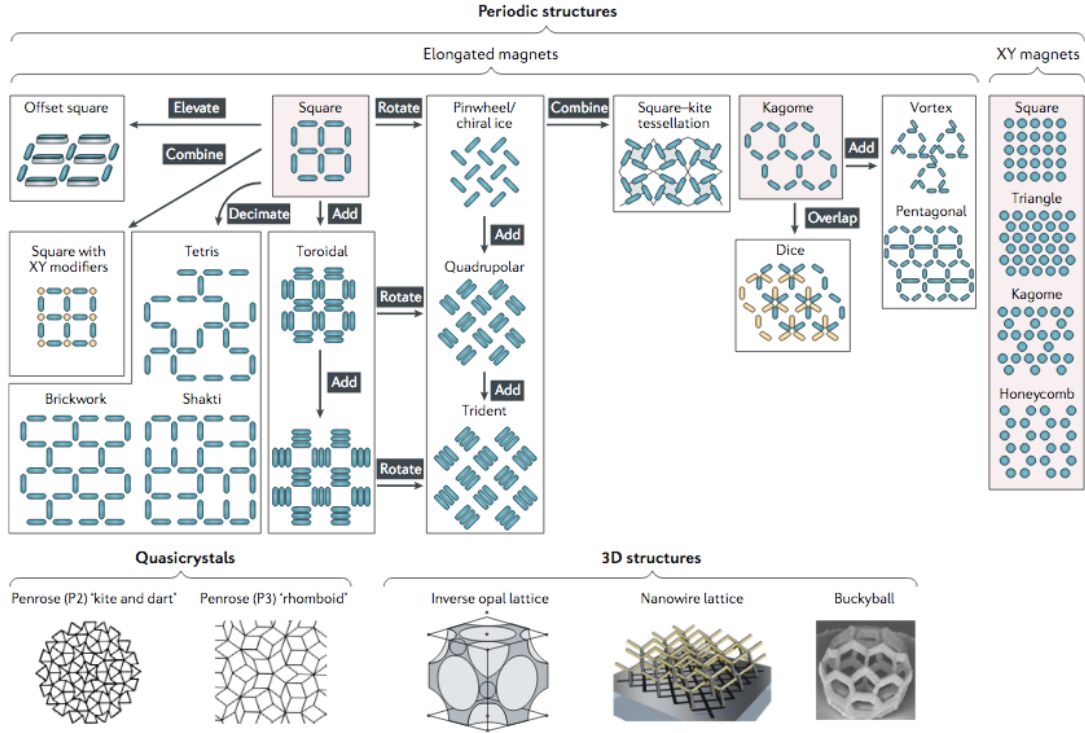 Periodic structures
Elongated magnets
XY magnets
Offset square
Elevate
Square
Rotate
Pinwheel/
chiral ice
Combine
Square–kite
tessellation
Kagome
Add
Vortex
Square
Combine
Decimate
Add
Add
Overlap
Pentagonal
Triangle
Square with
XY modifiers
Tetris
Toroidal
Rotate
Quadrupolar
Dice
Kagome
Add
Add
Brickwork
Shakti
Trident
Honeycomb
Rotate
Quasicrystals
3D structures
Penrose (P2) ‘kite and dart’
Penrose (P3) ‘rhomboid’
Inverse opal lattice
Nanowire lattice
Buckyball